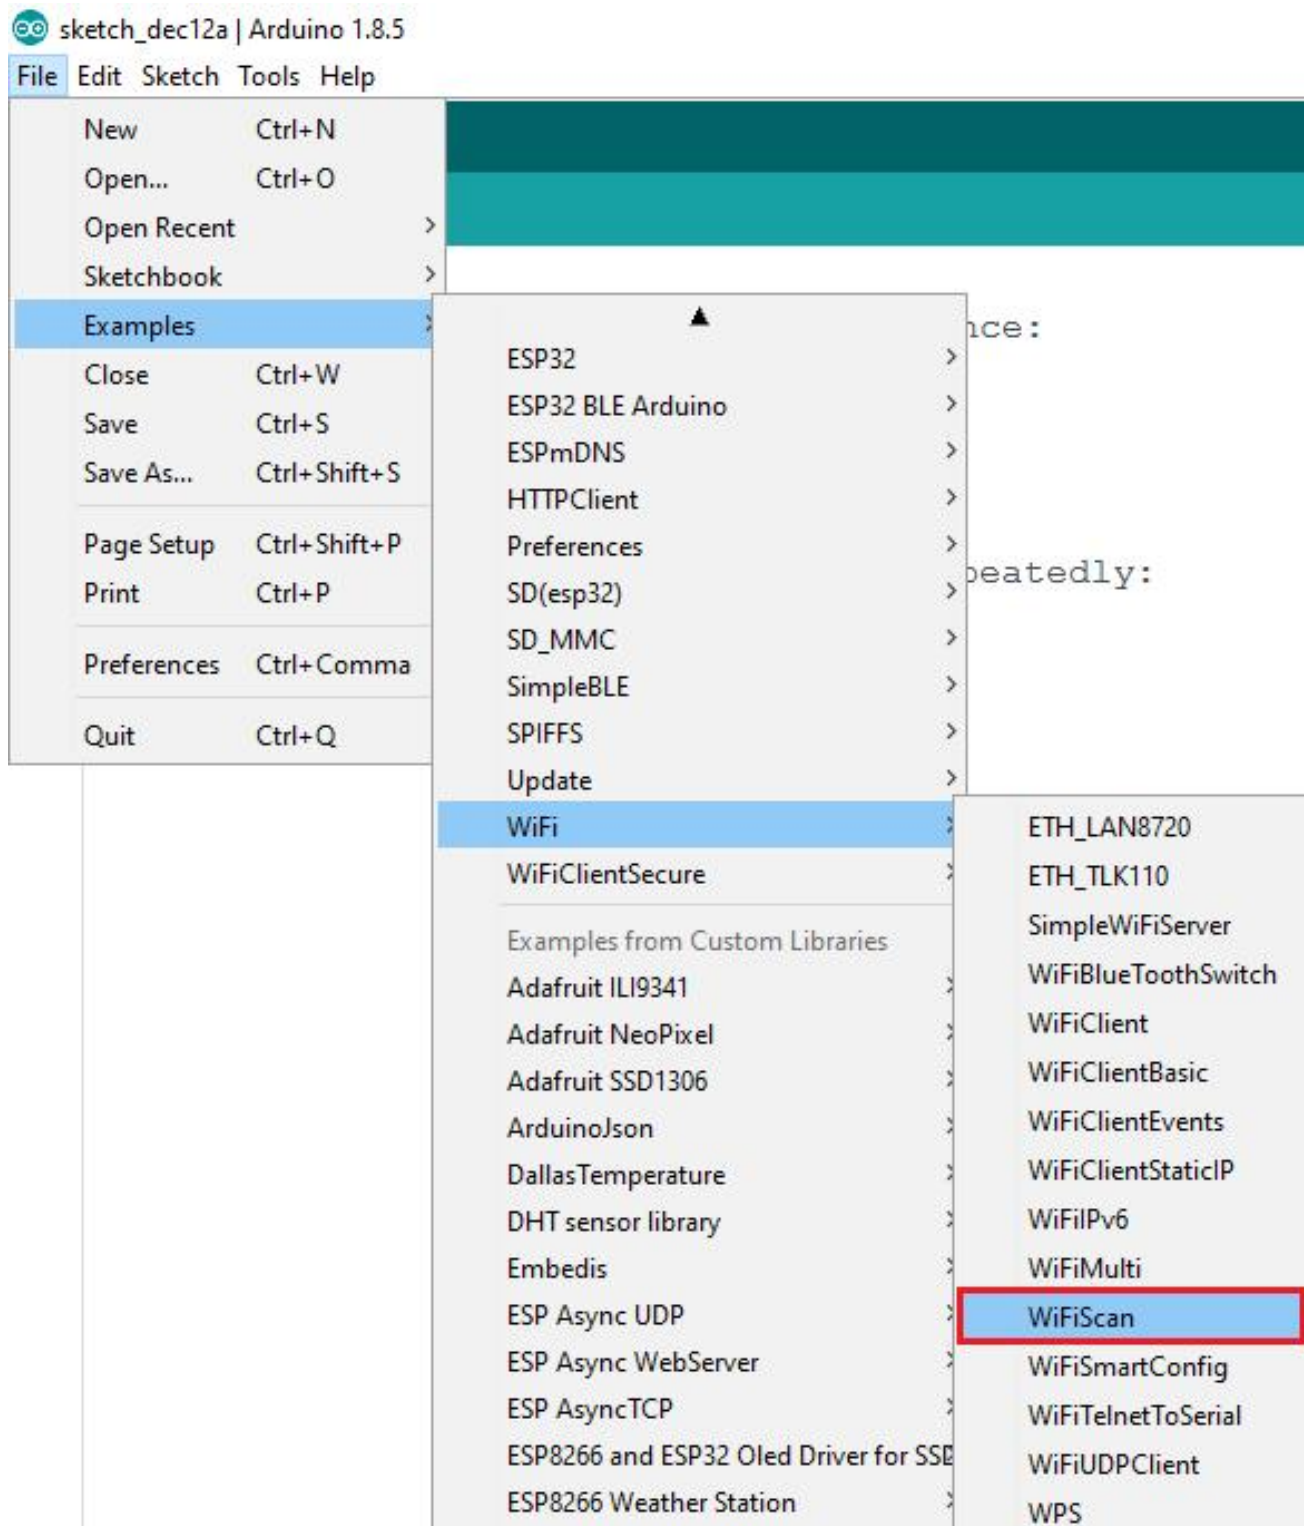 sketch_dec12a | Arduino 1.8.5
File Edit Sketch Tools Help
New Ctrl+N
Open... Ctrl+O
Open Recent
Sketchbook
Examples
Close Ctrl+W
Save Ctrl+S
Save As... Ctrl+Shift+S
Page Setup Ctrl+Shift+P
Print Ctrl+P
Preferences Ctrl+Comma
Quit Ctrl+Q
ESP32
ESP32 BLE Arduino
ESPmDNS
HTTPClient
Preferences
SD(esp32)
SD_MMC
SimpleBLE
SPIFFS
Update
WiFi
WiFiClientSecure
Examples from Custom Libraries
Adafruit ILI9341
Adafruit NeoPixel
Adafruit SSD1306
ArduinoJson
DallasTemperature
DHT sensor library
Embedis
ESP Async UDP
ESP Async WebServer
ESP AsyncTCP
ESP8266 and ESP32 Oled Driver for
ESP8266 Weather Station
ETH_LAN8720
ETH_TLK110
SimpleWiFiServer
WiFiBlueToothSwitch
WiFiClient
WiFiClientBasic
WiFiClientEvents
WiFiClientStaticIP
WiFiIPv6
WiFiMulti
WiFiScan
WiFiSmartConfig
WiFiTelnetToSerial
WiFiUDPClient
WPS